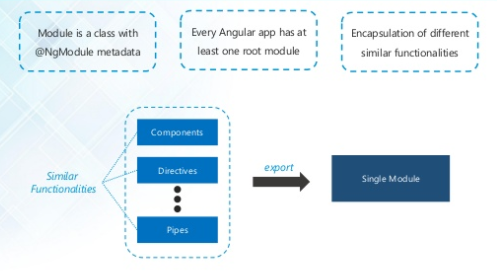 Module is a class with
@NgModule metadata
Every Angular app has at
least one root module
Encapsulation of different
similar functionalities
Components
Similar
Functionalities
Directives
export
Single Module
Pipes